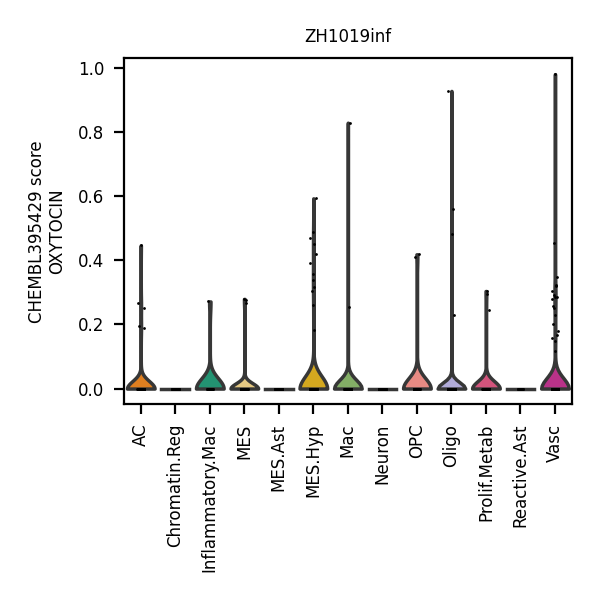 ZH1019inf
CHEMBL395429 score
OXYTOCIN
1.0
0.8
0.6
0.4
0.2
0.0
AC
Chromatin.Reg
Inflammatory.Mac
MES
MES.Ast
MES.Hyp
Mac
Neuron
OPC
Oligo
Prolif.Metab
Reactive.Ast
Vasc